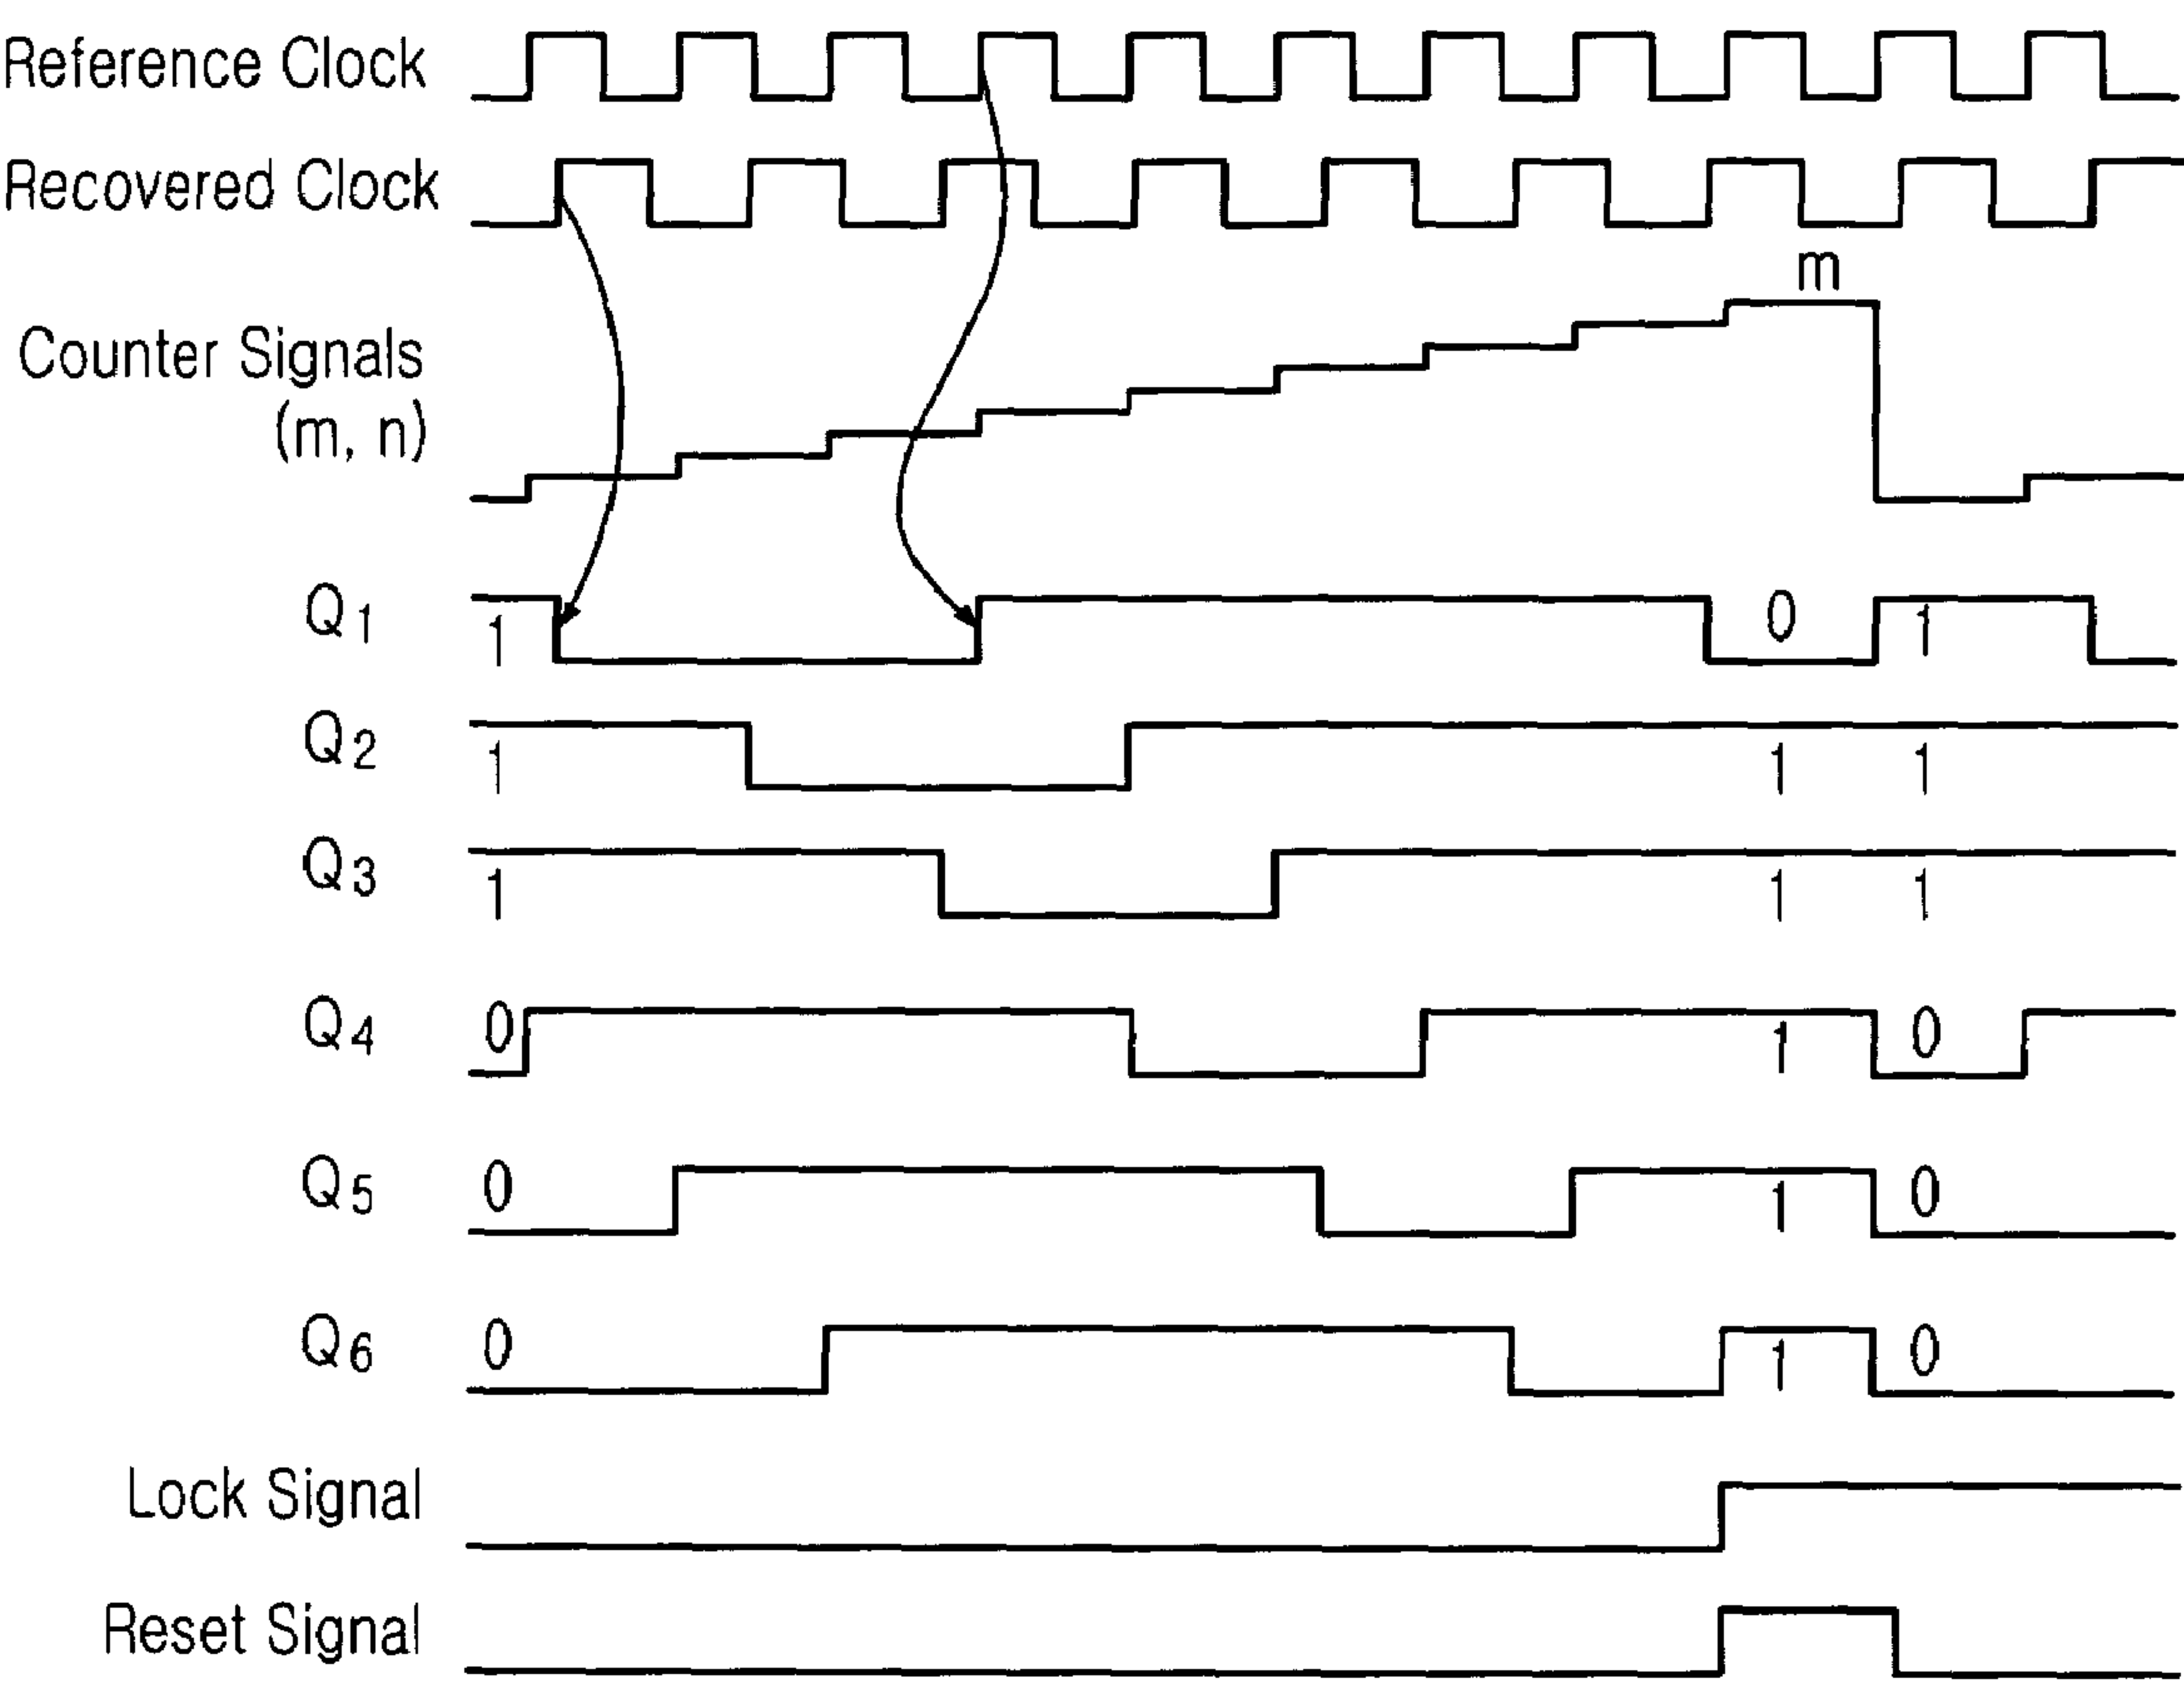 Reference Clock
Recovered Clock
m
Counter Signals
(m, n)
Q1 1 0 1
Q2 1 1 1
Q3 1 1 1
Q4 0 1 0
Q5 0 1 0
Q6 0 1 0
Lock Signal
Reset Signal